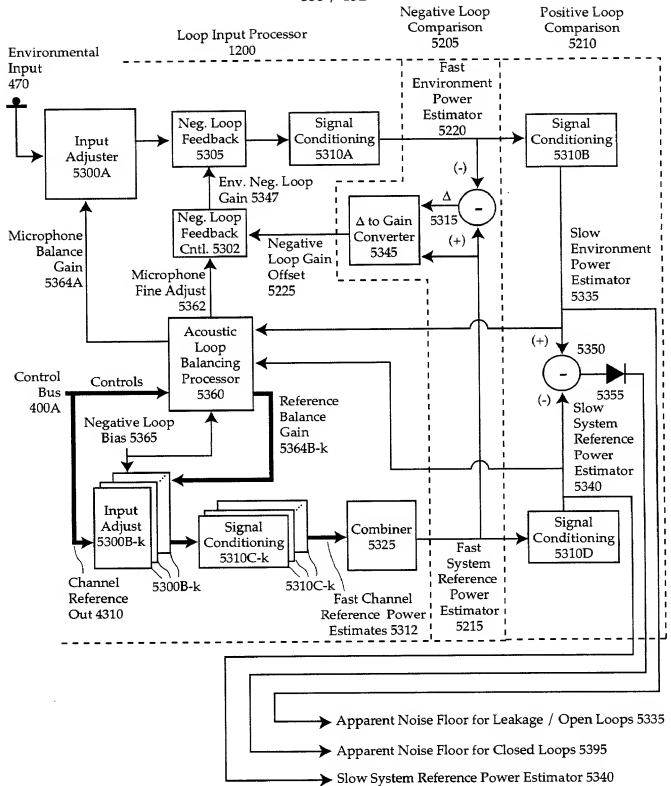 Negative Loop
Comparison 5205
Positive Loop
Comparison 5210
Loop Input Processor
1200
Environmental
Input
470
Fast
Environment
Power
Estimator
5220
Input
Adjuster
5300A
Neg. Loop
Feedback
5305
Signal
Conditioning
5310A
Signal
Conditioning
5310B
(-)
Env. Neg. Loop
Gain 5347
Δ
5315
-
(+)
Δ to Gain
Converter
5345
Neg. Loop
Feedback
Cntl. 5302
Negative
Loop Gain
Offset
5225
Microphone
Balance
Gain
5364A
Microphone
Fine Adjust
5362
Slow
Environment
Power
Estimator
5335
Acoustic
Loop
Balancing
Processor
5360
(+)
5350
-
5355
(-)
Control
Bus
400A
Controls
Negative Loop
Bias 5365
Reference
Balance
Gain
5364B-k
Slow
System
Reference
Power
Estimator
5340
Input
Adjust
5300B-k
Signal
Conditioning
5310C-k
Combiner
5325
Signal
Conditioning
5310D
5300B-k
5310C-k
Channel
Reference
Out 4310
Fast Channel
Reference Power
Estimates 5312
Fast
System
Reference
Power
Estimator
5215
Apparent Noise Floor for Leakage / Open Loops 5335
Apparent Noise Floor for Closed Loops 5395
Slow System Reference Power Estimator 5340